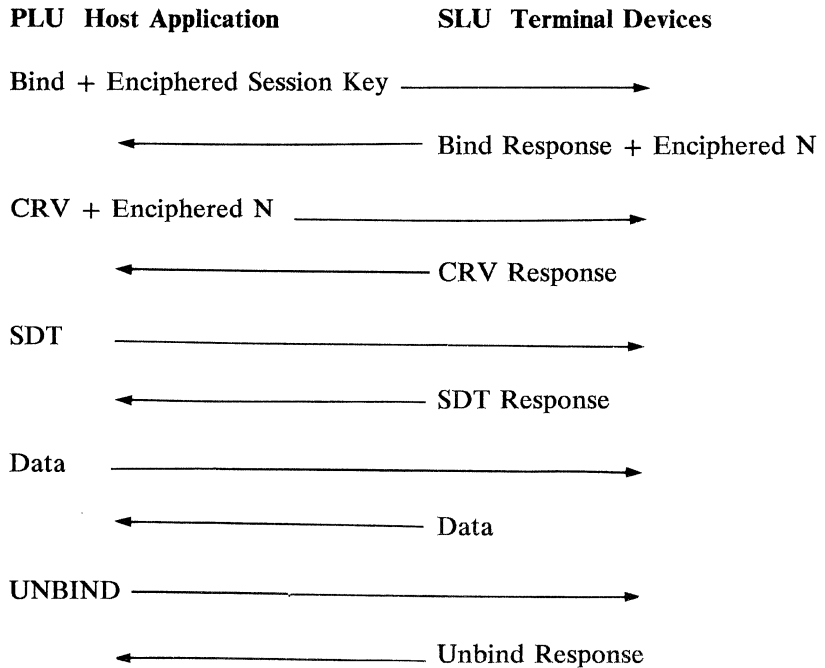 PLU Host Application SLU Terminal Devices
Bind + Enciphered Session Key
Bind Response + Enciphered N
CRV + Enciphered N
CRV Response
SDT
SDT Response
Data
Data
UNBIND
Unbind Response